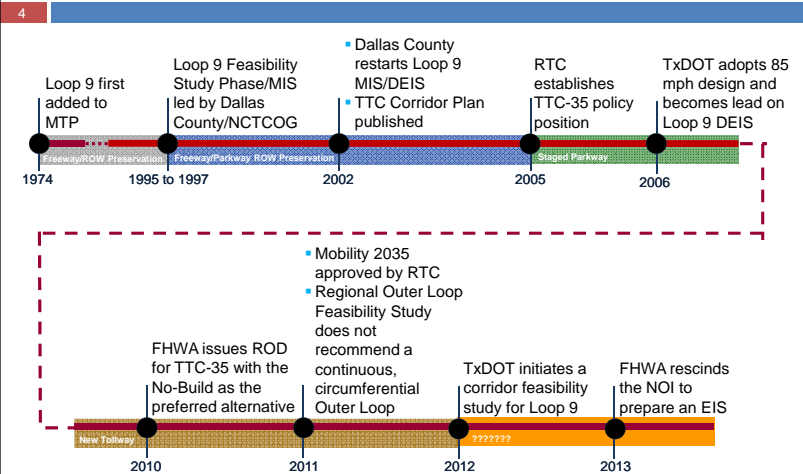 4
Loop 9 first
added to
MTP
Loop 9 Feasibility
Study Phase/MIS
led by Dallas
County/NCTCOG
▪ Dallas County
restarts Loop 9
MIS/DEIS
▪ TTC Corridor Plan
published
RTC
establishes
TTC-35 policy
position
TxDOT adopts 85
mph design and
becomes lead on
Loop 9 DEIS
Freeway/ROW Preservation
Freeway/Parkway ROW Preservation
Staged Parkway
1974
1995 to 1997
2002
2005
2006
FHWA issues ROD
for TTC-35 with the
No-Build as the
preferred alternative
▪ Mobility 2035
approved by RTC
▪ Regional Outer Loop
Feasibility Study
does not
recommend a
continuous,
circumferential
Outer Loop
TxDOT initiates a
corridor feasibility
study for Loop 9
FHWA rescinds
the NOI to
prepare an EIS
New Tollway
???????
2010
2011
2012
2013